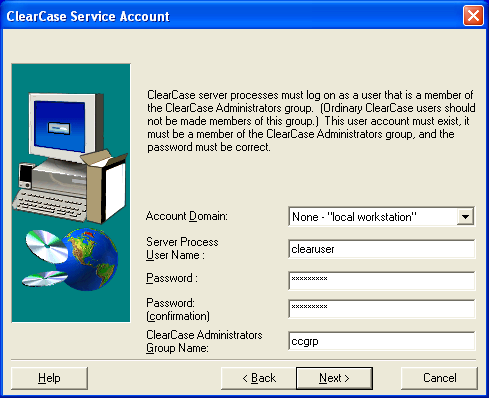 ClearCase Service Account
ClearCase server processes must log on as a user that is a member of
the ClearCase Administrators group.  (Ordinary ClearCase users should
not be made members of this group.)  This user account must exist, it
must be a member of the ClearCase Administrators group, and the
password must be correct.
Account Domain:
None - "local workstation"
Server Process
User Name :
clearuser
Password :
xxxxxxxxx
Password:
(confirmation)
xxxxxxxxx
ClearCase Administrators
Group Name:
ccgrp
Help
< Back
Next >
Cancel